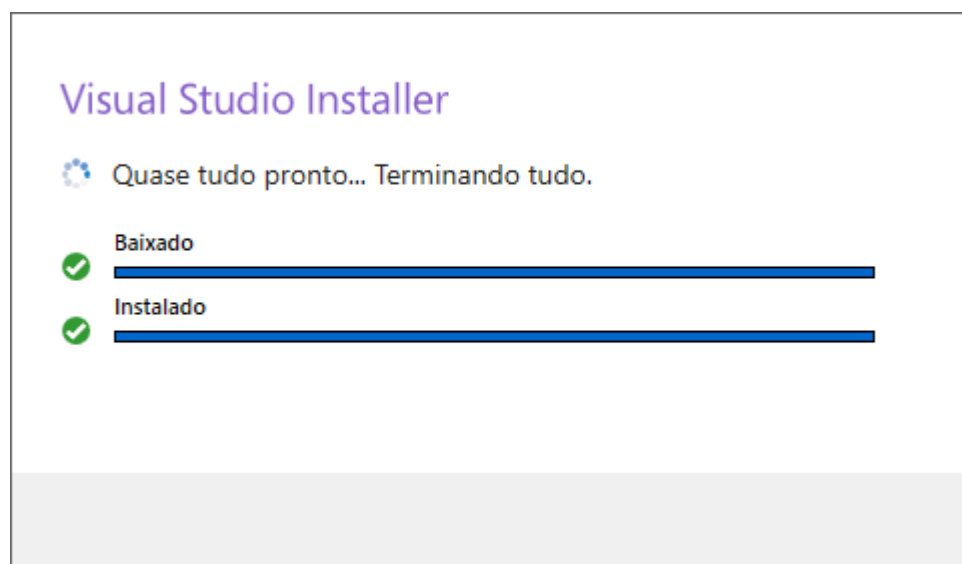 Visual Studio Installer
Quase tudo pronto... Terminando tudo.
Baixado
Instalado